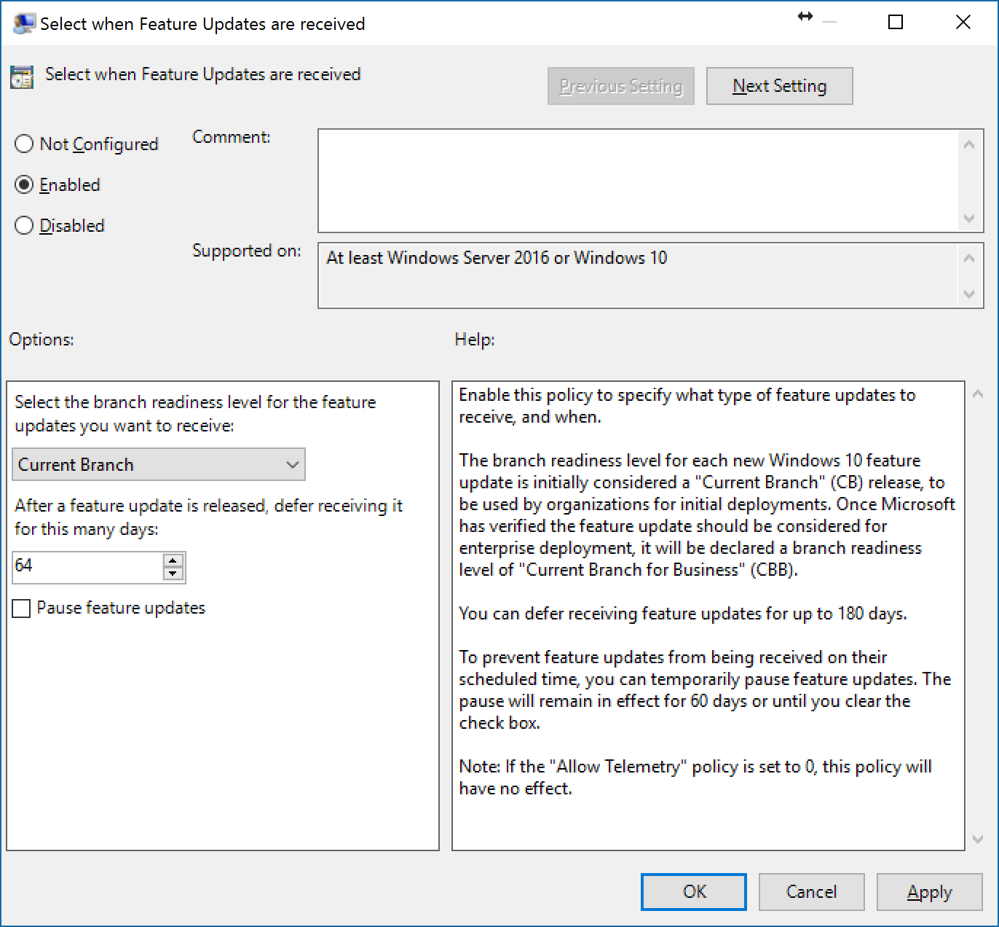 Select when Feature Updates are received
Select when Feature Updates are received
Previous Setting
Next Setting
Not Configured
Comment:
Enabled
Disabled
Supported on:
At least Windows Server 2016 or Windows 10
Options:
Help:
Select the branch readiness level for the feature
updates you want to receive:
Current Branch
After a feature update is released, defer receiving it
for this many days:
64
Pause feature updates
Enable this policy to specify what type of feature updates to
receive, and when.
The branch readiness level for each new Windows 10 feature
update is initially considered a "Current Branch" (CB) release, to
be used by organizations for initial deployments. Once Microsoft
has verified the feature update should be considered for
enterprise deployment, it will be declared a branch readiness
level of "Current Branch for Business" (CBB).
You can defer receiving feature updates for up to 180 days.
To prevent feature updates from being received on their
scheduled time, you can temporarily pause feature updates. The
pause will remain in effect for 60 days or until you clear the
check box.
Note: If the "Allow Telemetry" policy is set to 0, this policy will
have no effect.
OK
Cancel
Apply